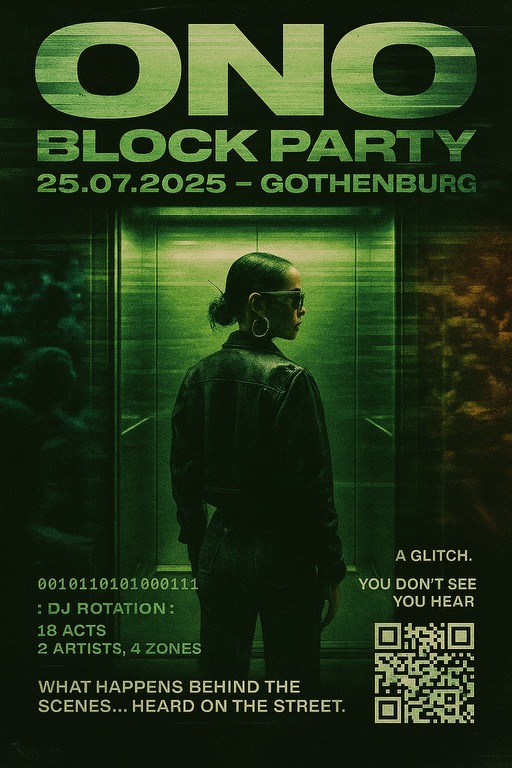 ONO
BLOCK PARTY
25.07.2025 – GOTHENBURG
A GLITCH.
YOU DON'T SEE
YOU HEAR
0010110101000111
: DJ ROTATION :
18 ACTS
2 ARTISTS, 4 ZONES
WHAT HAPPENS BEHIND THE
SCENES... HEARD ON THE STREET.